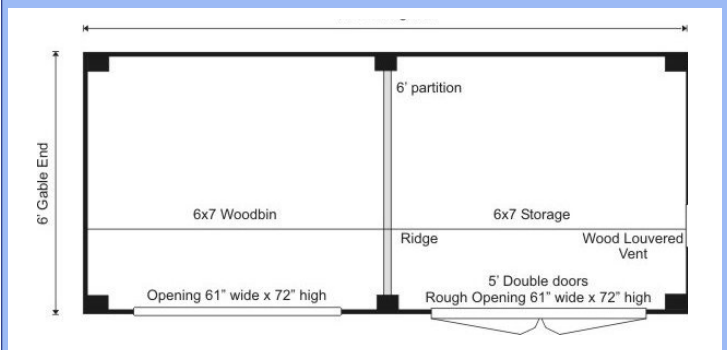 6' partition
6' Gable End
6x7 Woodbin
6x7 Storage
Ridge
Wood Louvered
Vent
Opening 61” wide x 72” high
5' Double doors
Rough Opening 61” wide x 72” high